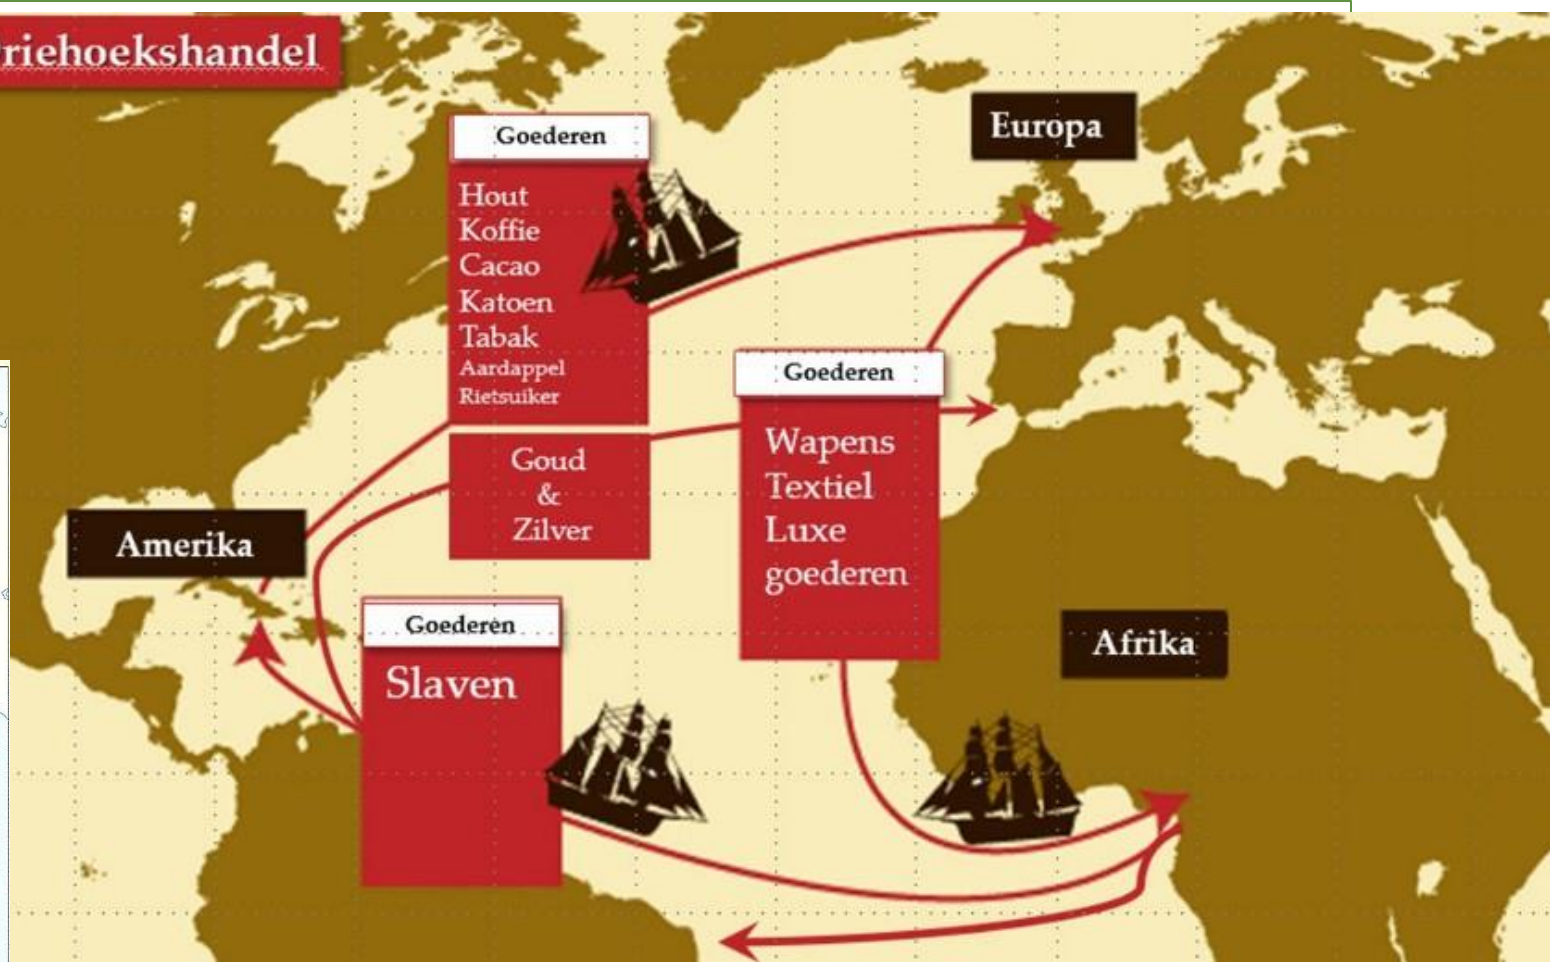 riehoekshandel
Europa
Goederen
Hout
Koffie
Cacao
Katoen
Tabak
Aardappel
Rietsuiker
Goud
&
Zilver
Goederen
Wapens
Textiel
Luxe
goederen
Amerika
Goederen
Slaven
Afrika